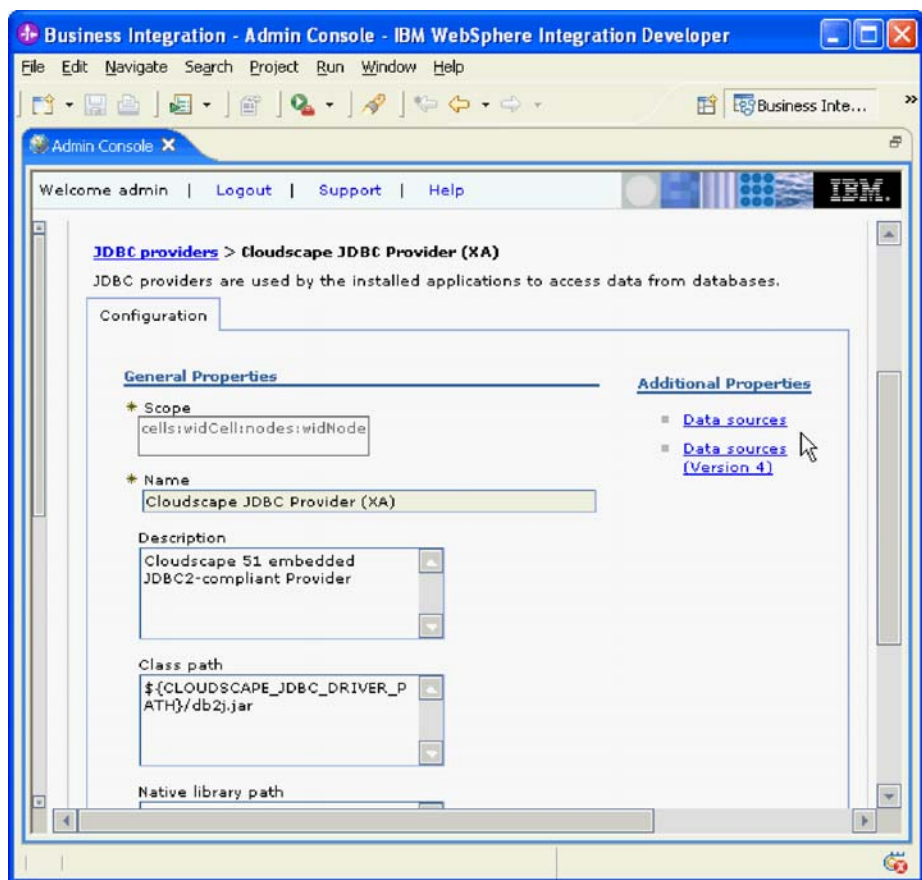 Business Integration - Admin Console - IBM WebSphere Integration Developer
File Edit Navigate Search Project Run Window Help
Business Inte...
Admin Console
Welcome admin | Logout | Support | Help
IBM.
JDBC providers > Cloudscape JDBC Provider (XA)
JDBC providers are used by the installed applications to access data from databases.
Configuration
General Properties
* Scope
cells:widCell:nodes:widNode
* Name
Cloudscape JDBC Provider (XA)
Description
Cloudscape 51 embedded
JDBC2-compliant Provider
Class path
${CLOUDSCAPE_JDBC_DRIVER_P
ATH}/db2j.jar
Native library path
Additional Properties
Data sources
Data sources
(Version 4)